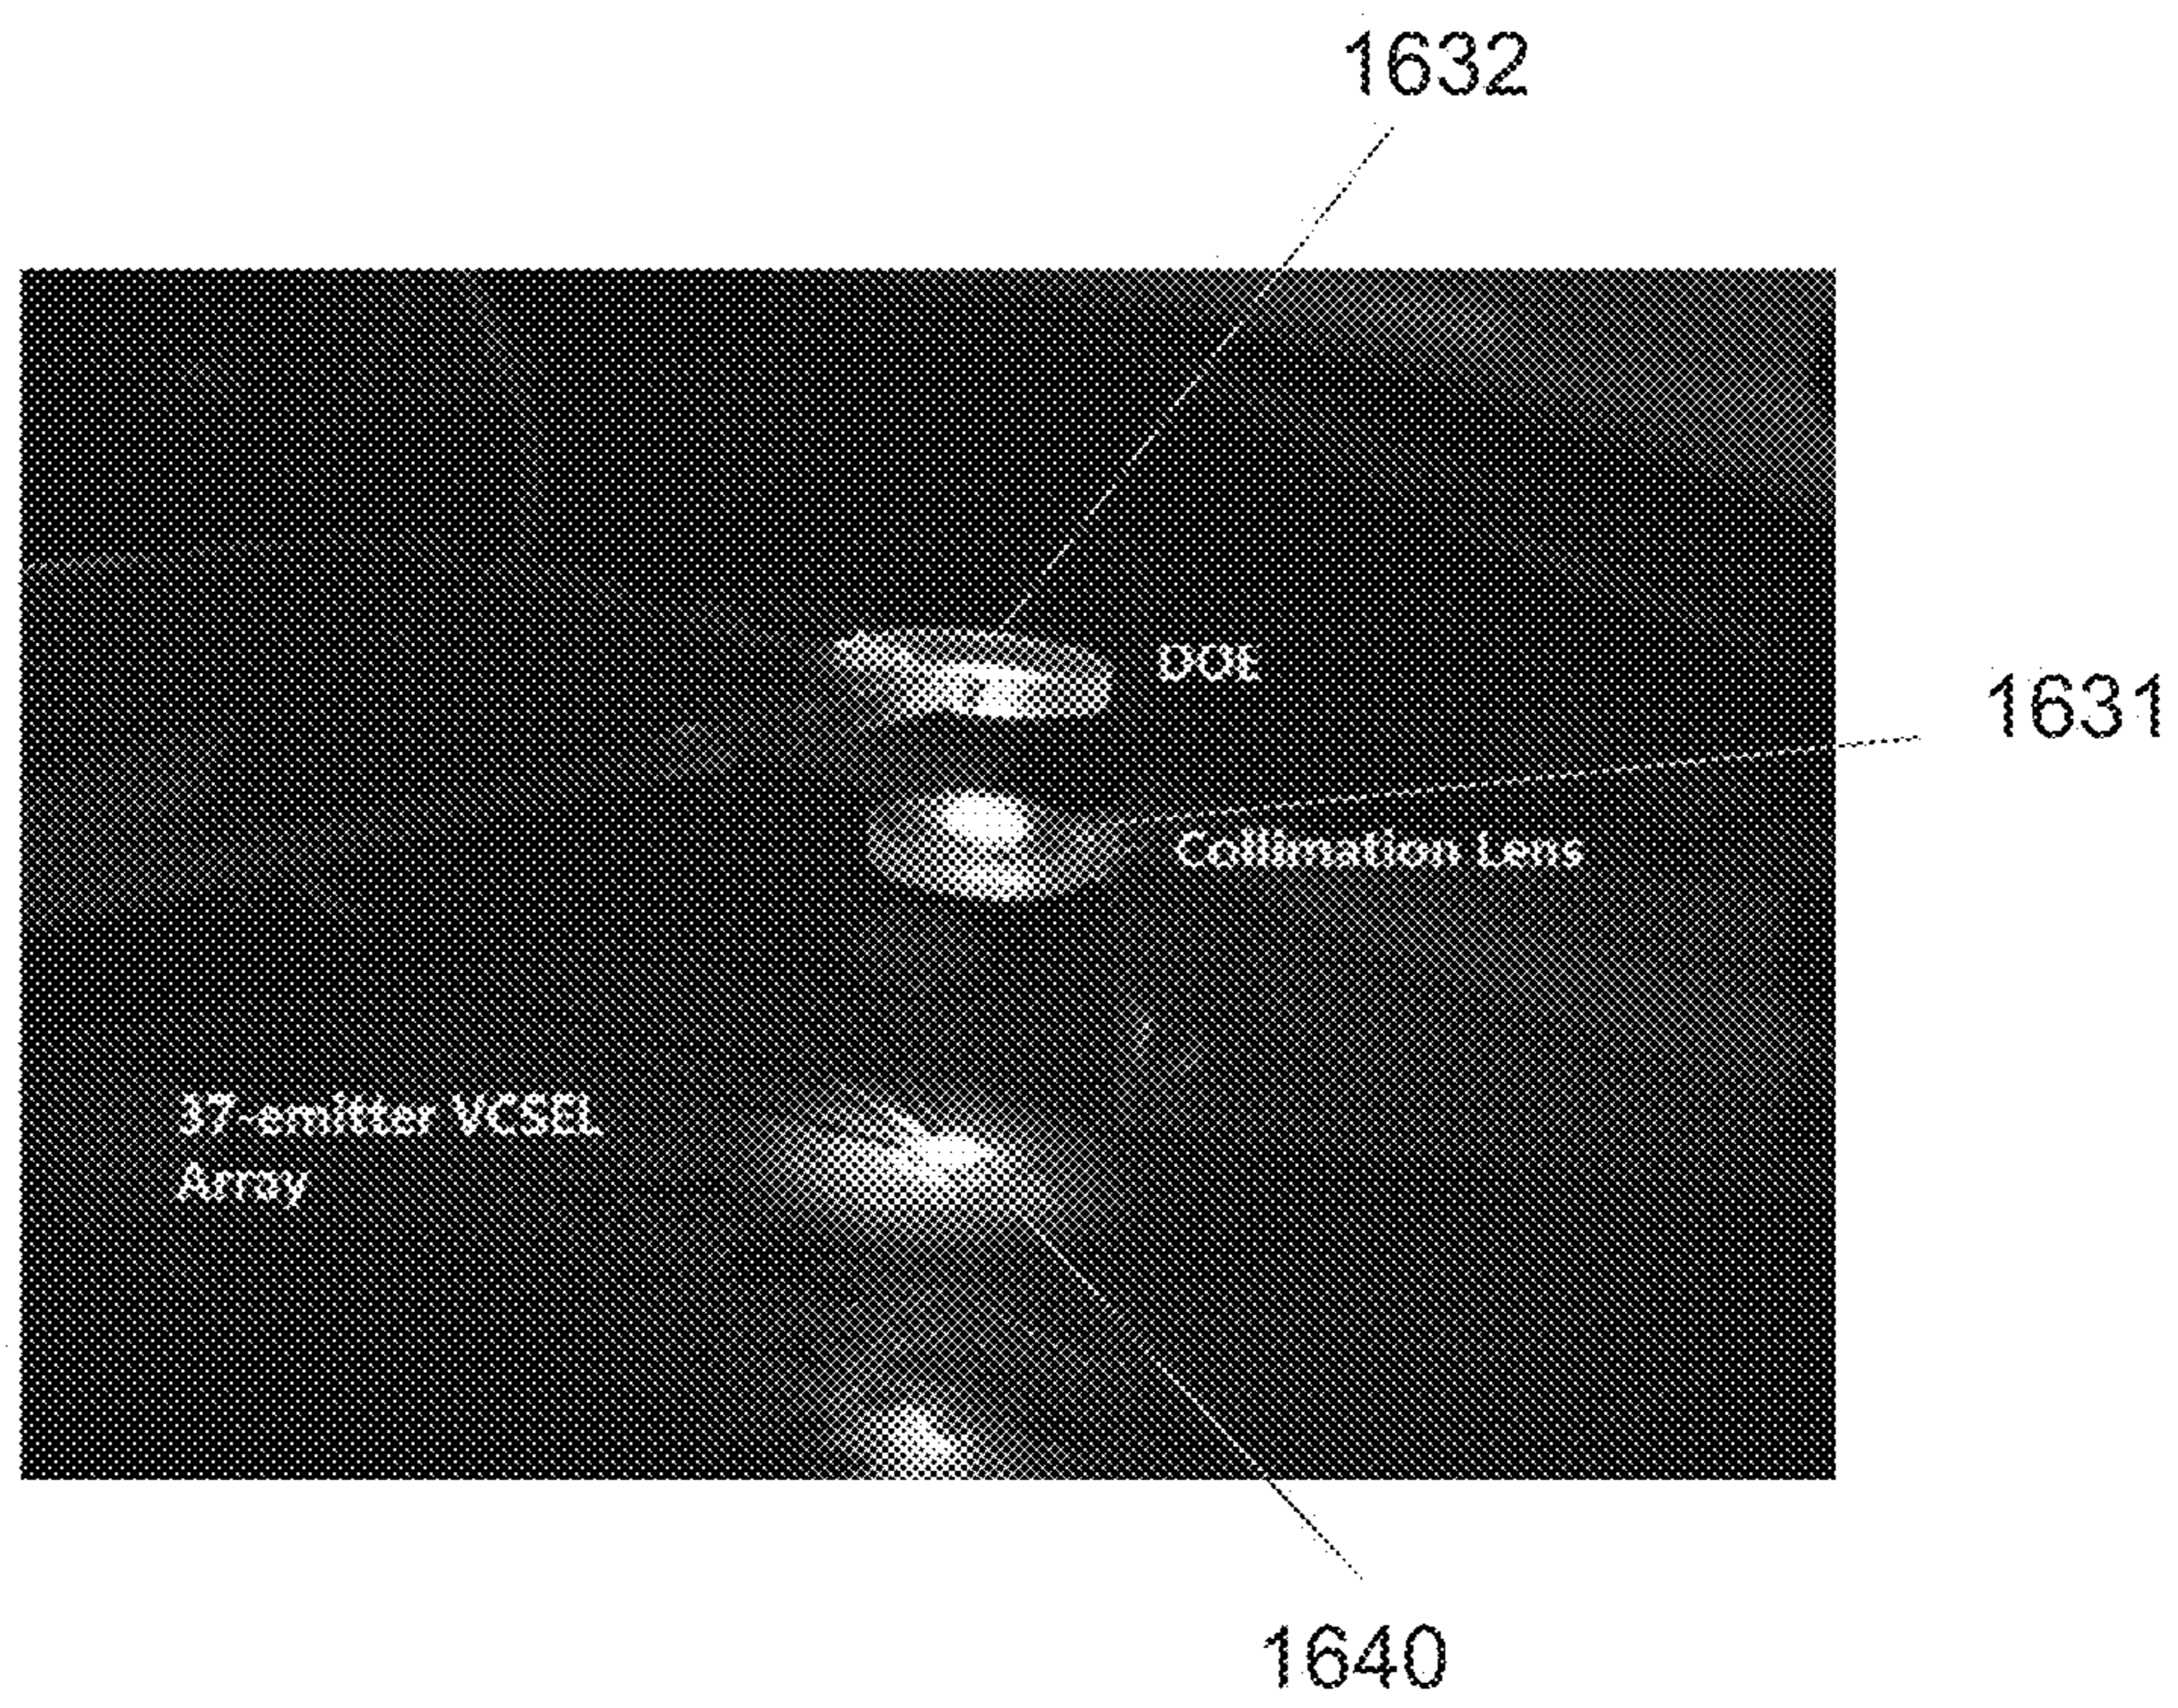 1632
DOE
1631
Collimation Lens
37-emitter VCSEL
Array
1640